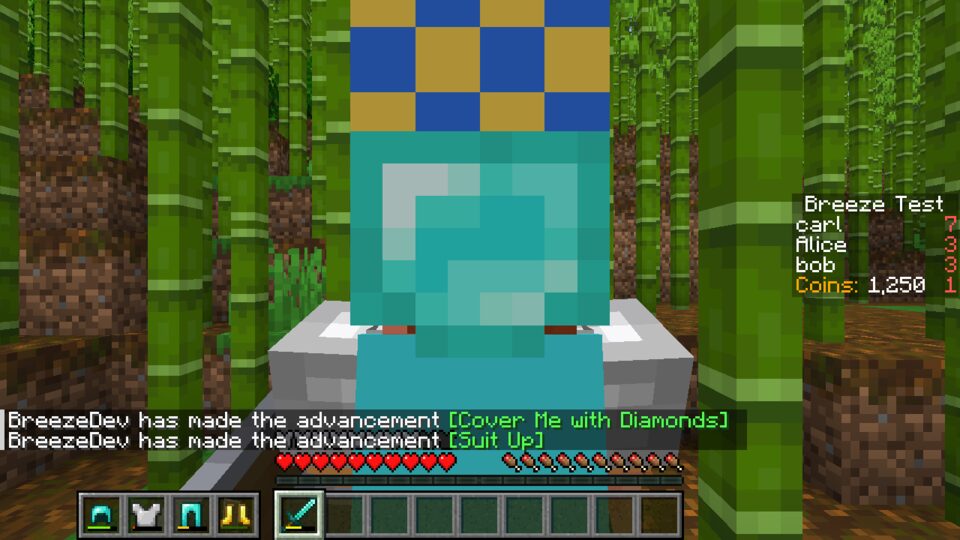 Breeze Test
carl 7
Alice 3
bob 3
Coins: 1,250 1
BreezeDev has made the advancement [Cover Me with Diamonds]
BreezeDev has made the advancement [Suit Up]